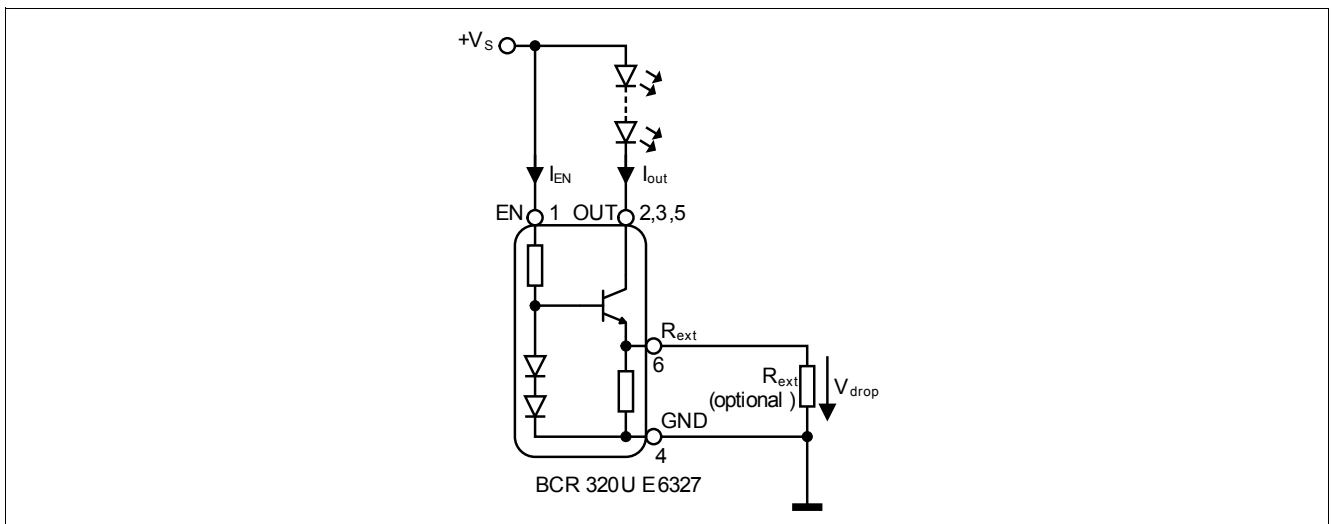 +VS
IEN
Iout
EN 1 OUT 2,3,5
Rext
6
Rext
(optional )
Vdrop
GND
4
BCR 320U E6327